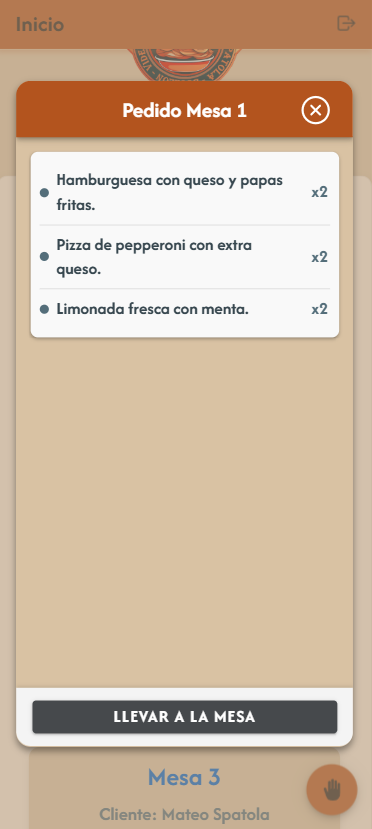 Inicio
Pedido Mesa 1
Hamburguesa con queso y papas
fritas.
x2
Pizza de pepperoni con extra
queso.
x2
Limonada fresca con menta.
x2
LLEVAR A LA MESA
Mesa 3
Cliente: Mateo Spatola